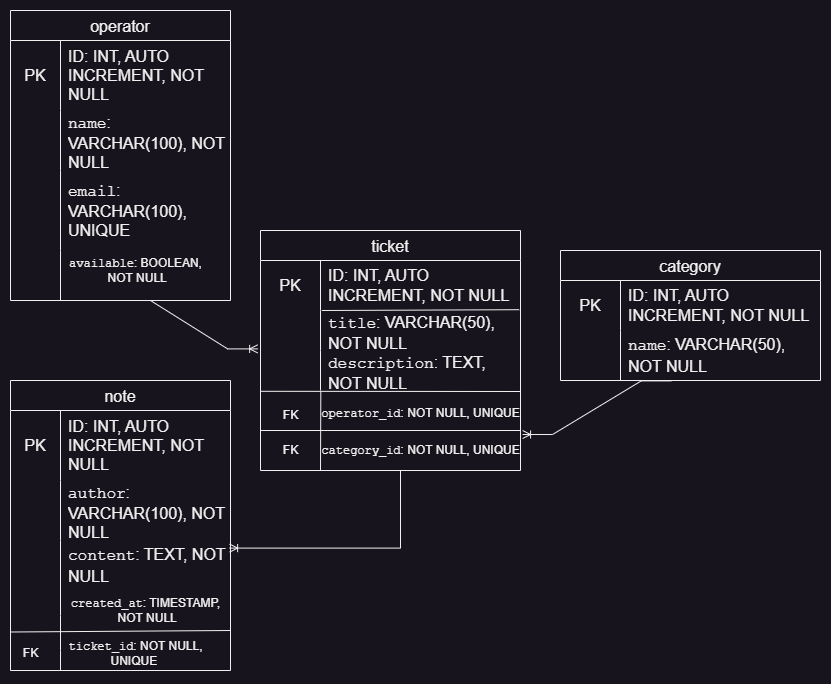 operator
PK
ID: INT, AUTO
INCREMENT, NOT
NULL
name:
VARCHAR(100), NOT
NULL
email:
VARCHAR(100),
UNIQUE
available: BOOLEAN,
NOT NULL
ticket
PK
ID: INT, AUTO
INCREMENT, NOT NULL
title: VARCHAR(50),
NOT NULL
description: TEXT,
NOT NULL
FK
operator_id: NOT NULL, UNIQUE
FK
category_id: NOT NULL, UNIQUE
category
PK
ID: INT, AUTO
INCREMENT, NOT NULL
name: VARCHAR(50),
NOT NULL
note
PK
ID: INT, AUTO
INCREMENT, NOT
NULL
author:
VARCHAR(100), NOT
NULL
content: TEXT, NOT
NULL
created_at: TIMESTAMP,
NOT NULL
FK
ticket_id: NOT NULL,
UNIQUE